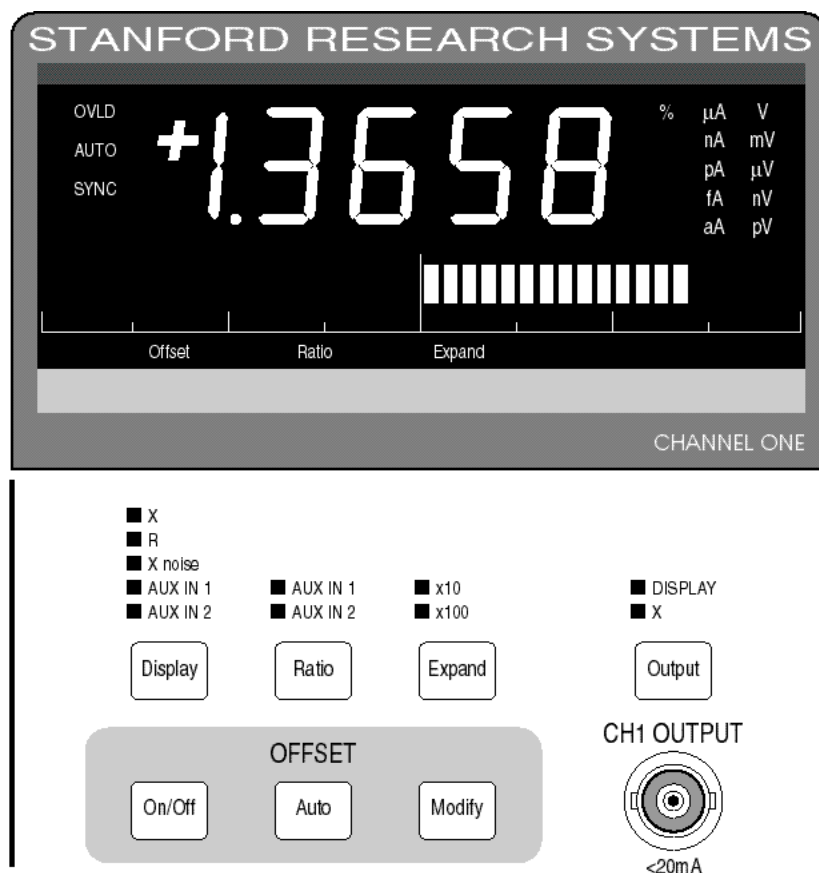 STANFORD RESEARCH SYSTEMS
OVLD
AUTO
SYNC
+1.3658
% µA V
nA mV
pA µV
fA nV
aA pV
Offset Ratio Expand
CHANNEL ONE
X
R
X noise
AUX IN 1 AUX IN 1 x10 DISPLAY
AUX IN 2 AUX IN 2 x100 X
Display Ratio Expand Output
OFFSET CH1 OUTPUT
On/Off Auto Modify
<20mA